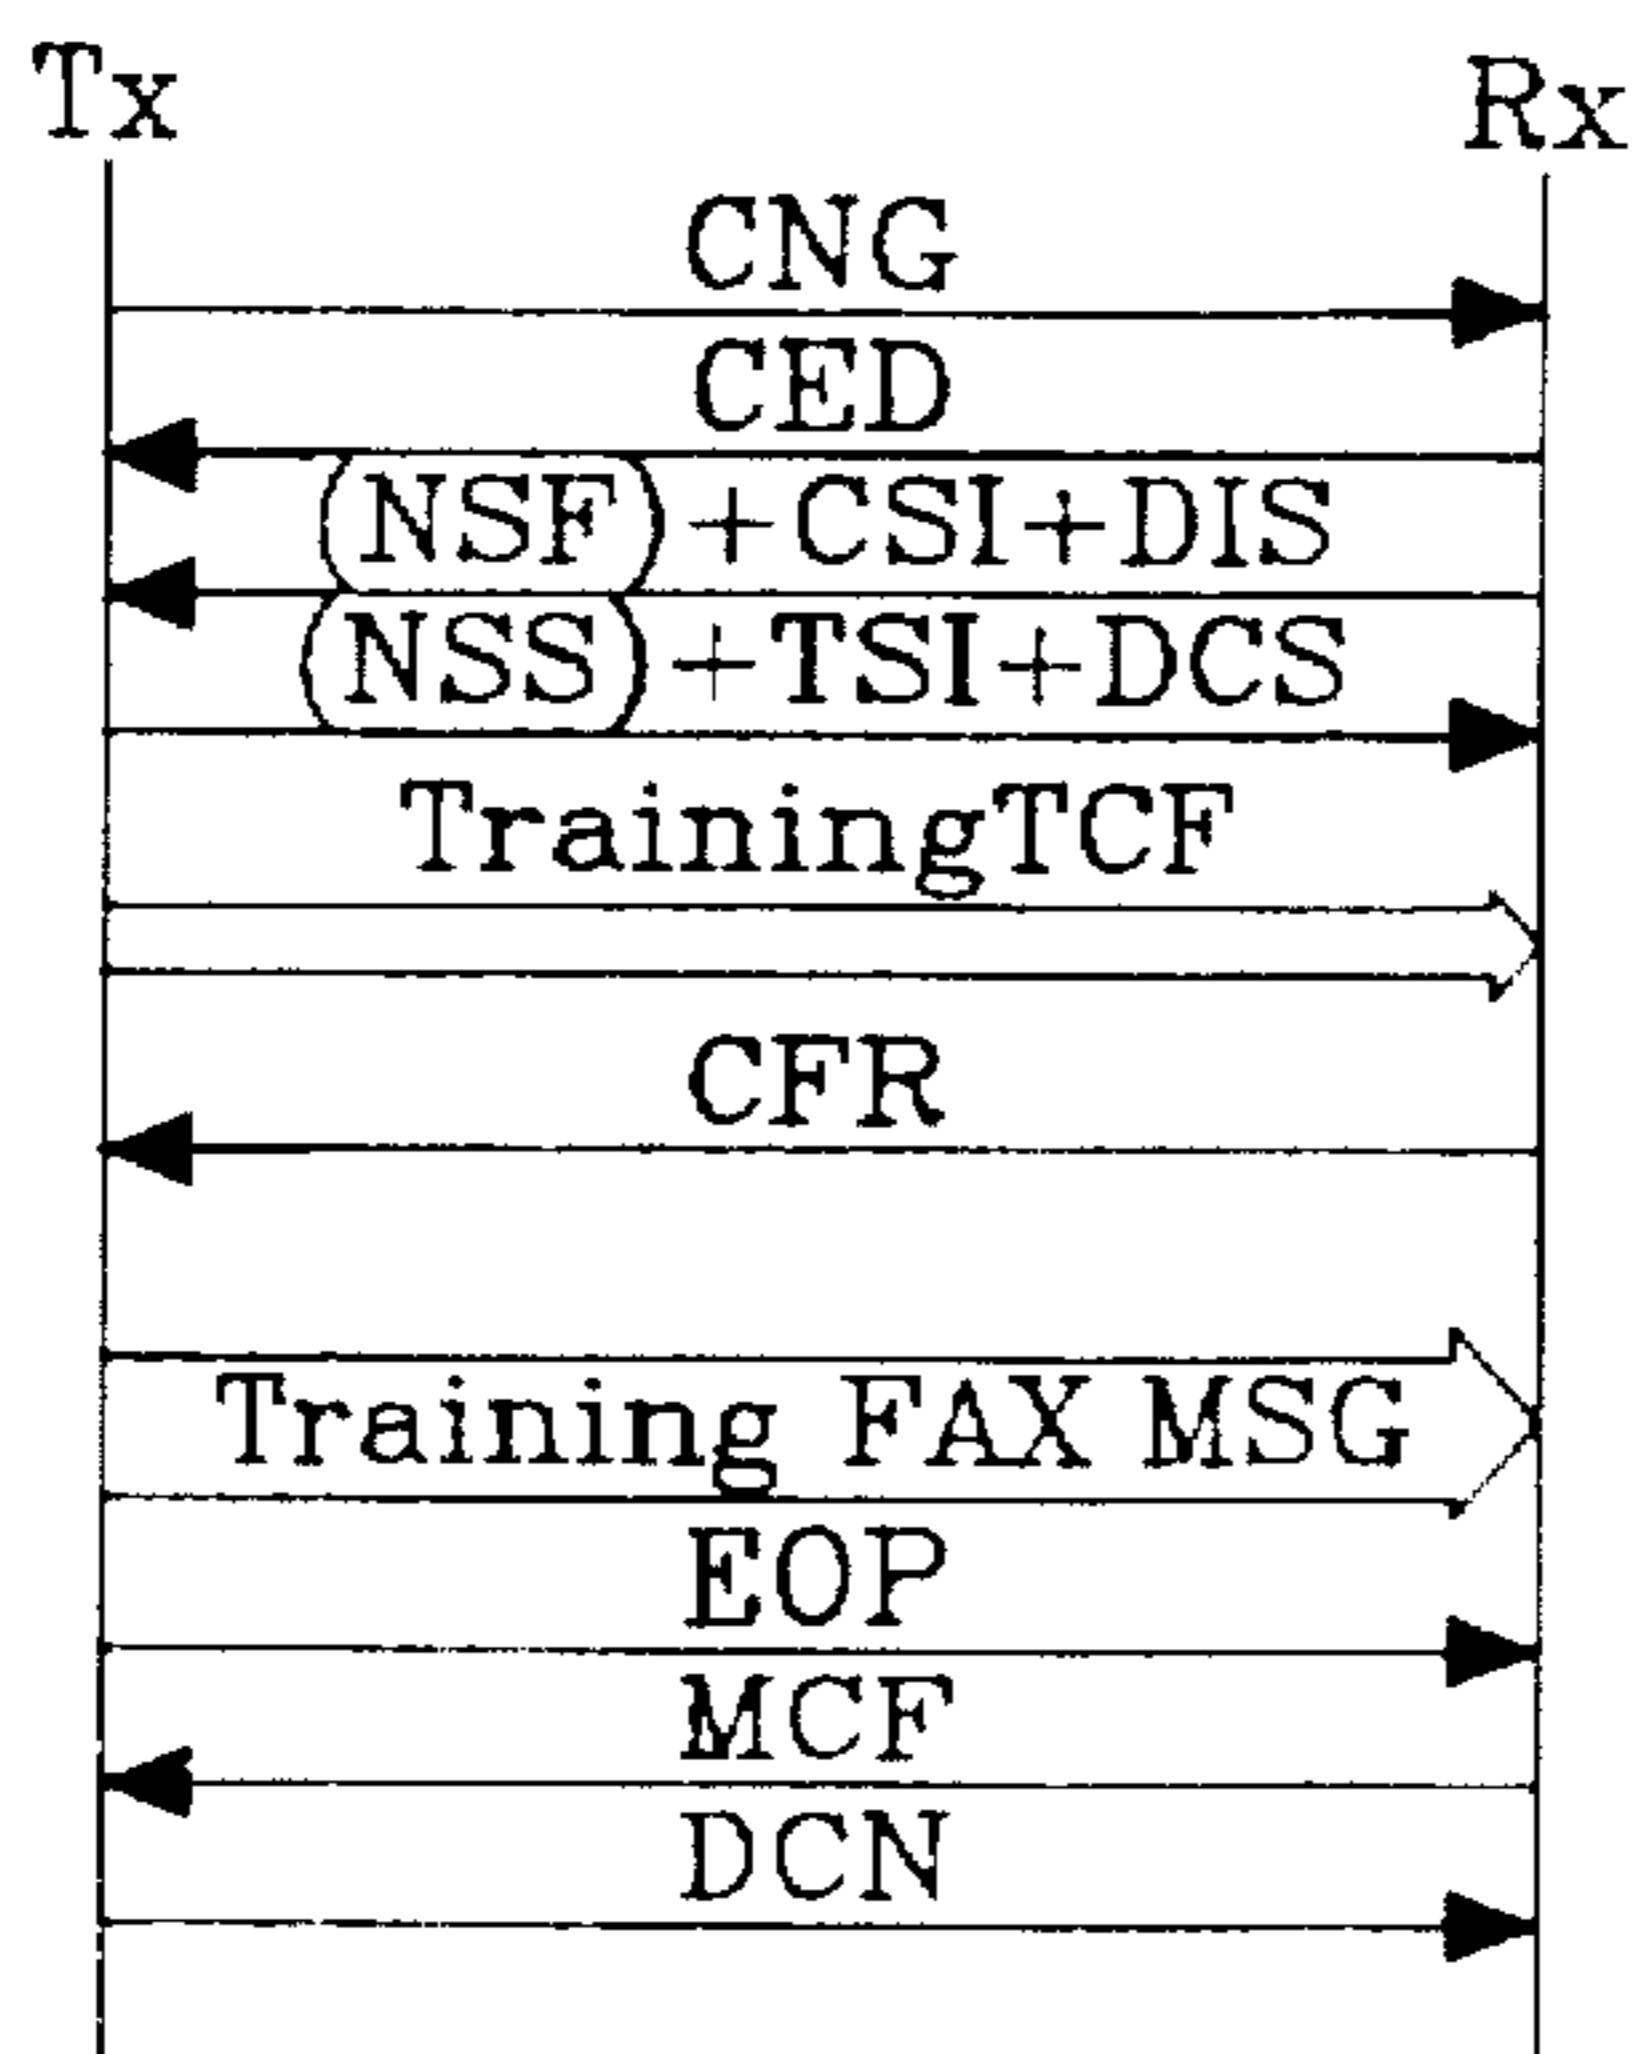 Tx Rx
CNG
CED
(NSF)+CSI+DIS
(NSS)+TSI+DCS
TrainingTCF
CFR
Training FAX MSG
EOP
MCF
DCN